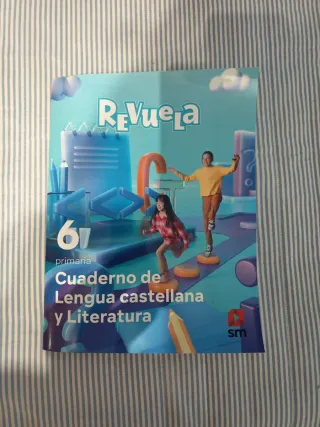 REVUELA
6
primaria
Cuaderno de
Lengua castellana
y Literatura
sm